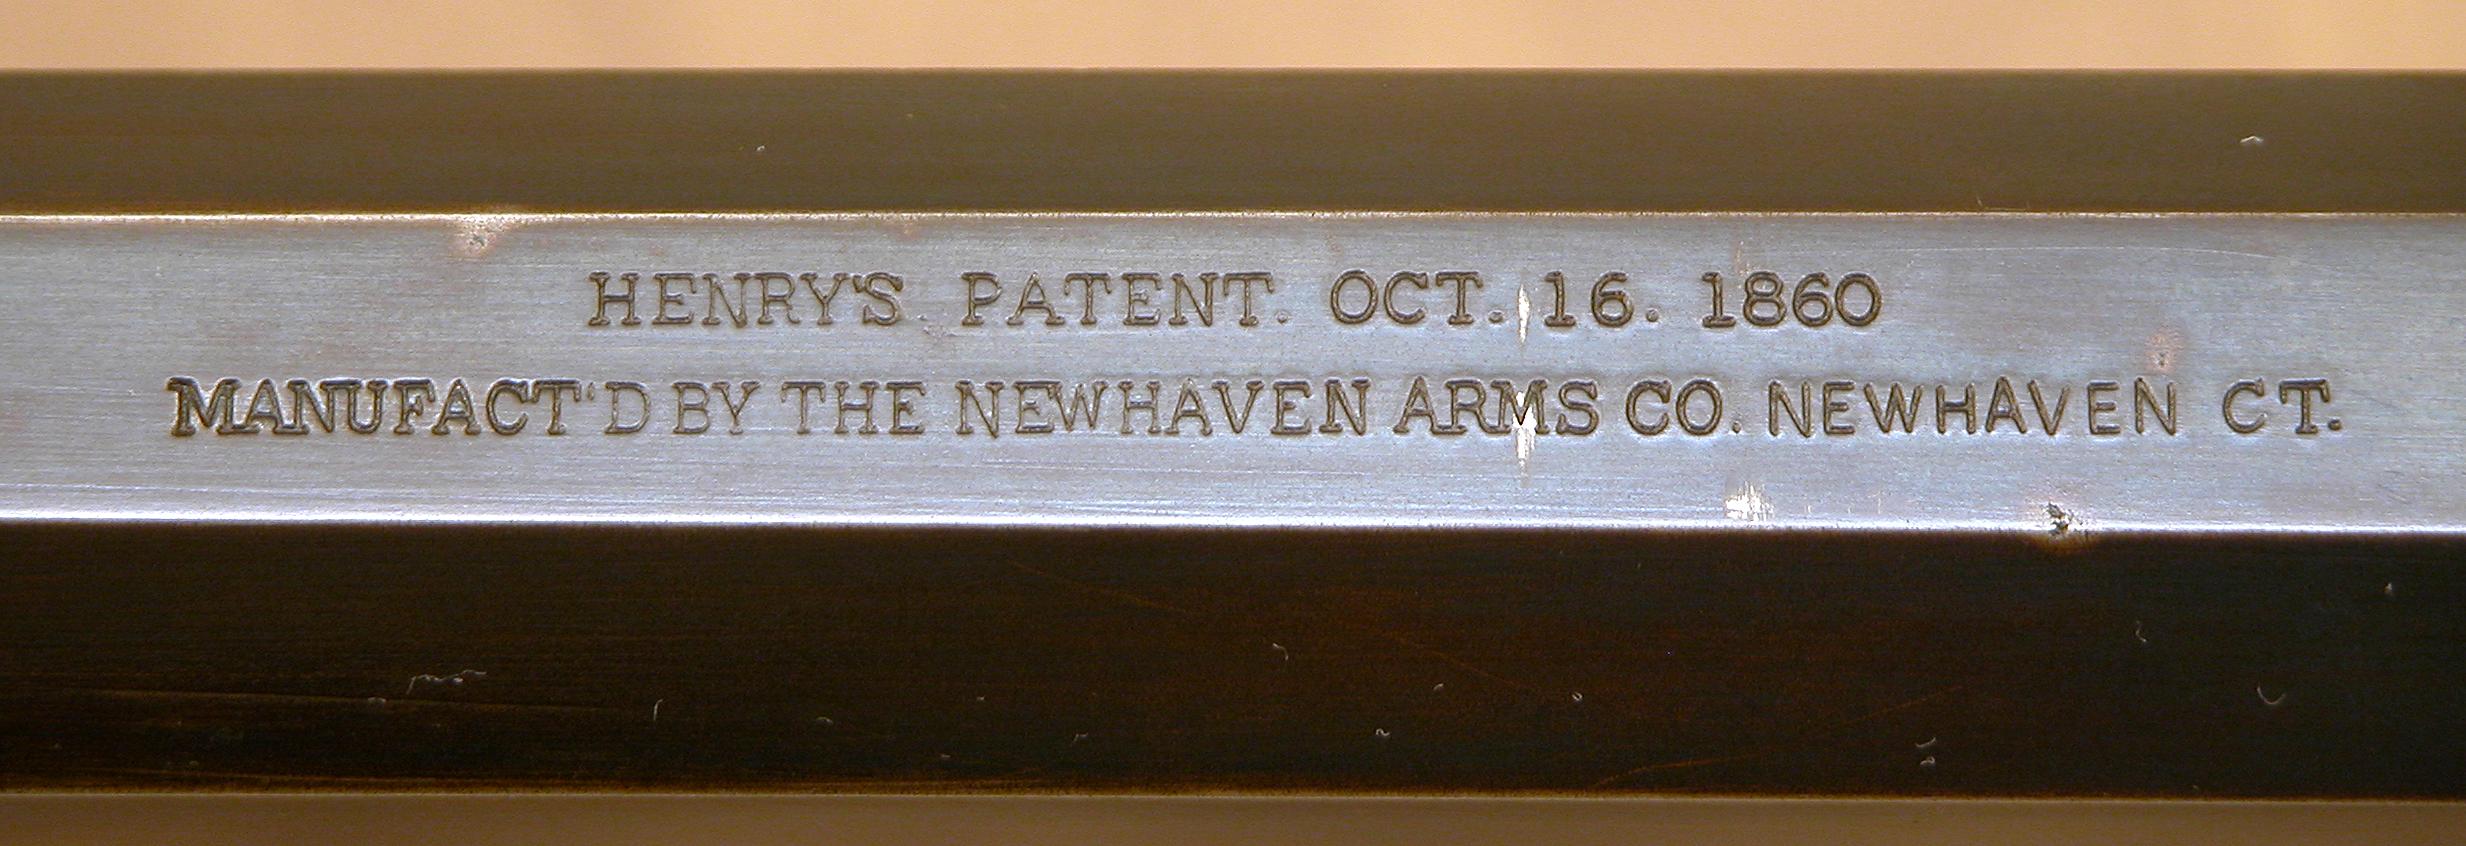 HENRY'S. PATENT. OCT. 16. 1860
MANUFACT'D BY THE NEWHAVEN ARMS CO. NEWHAVEN CT.